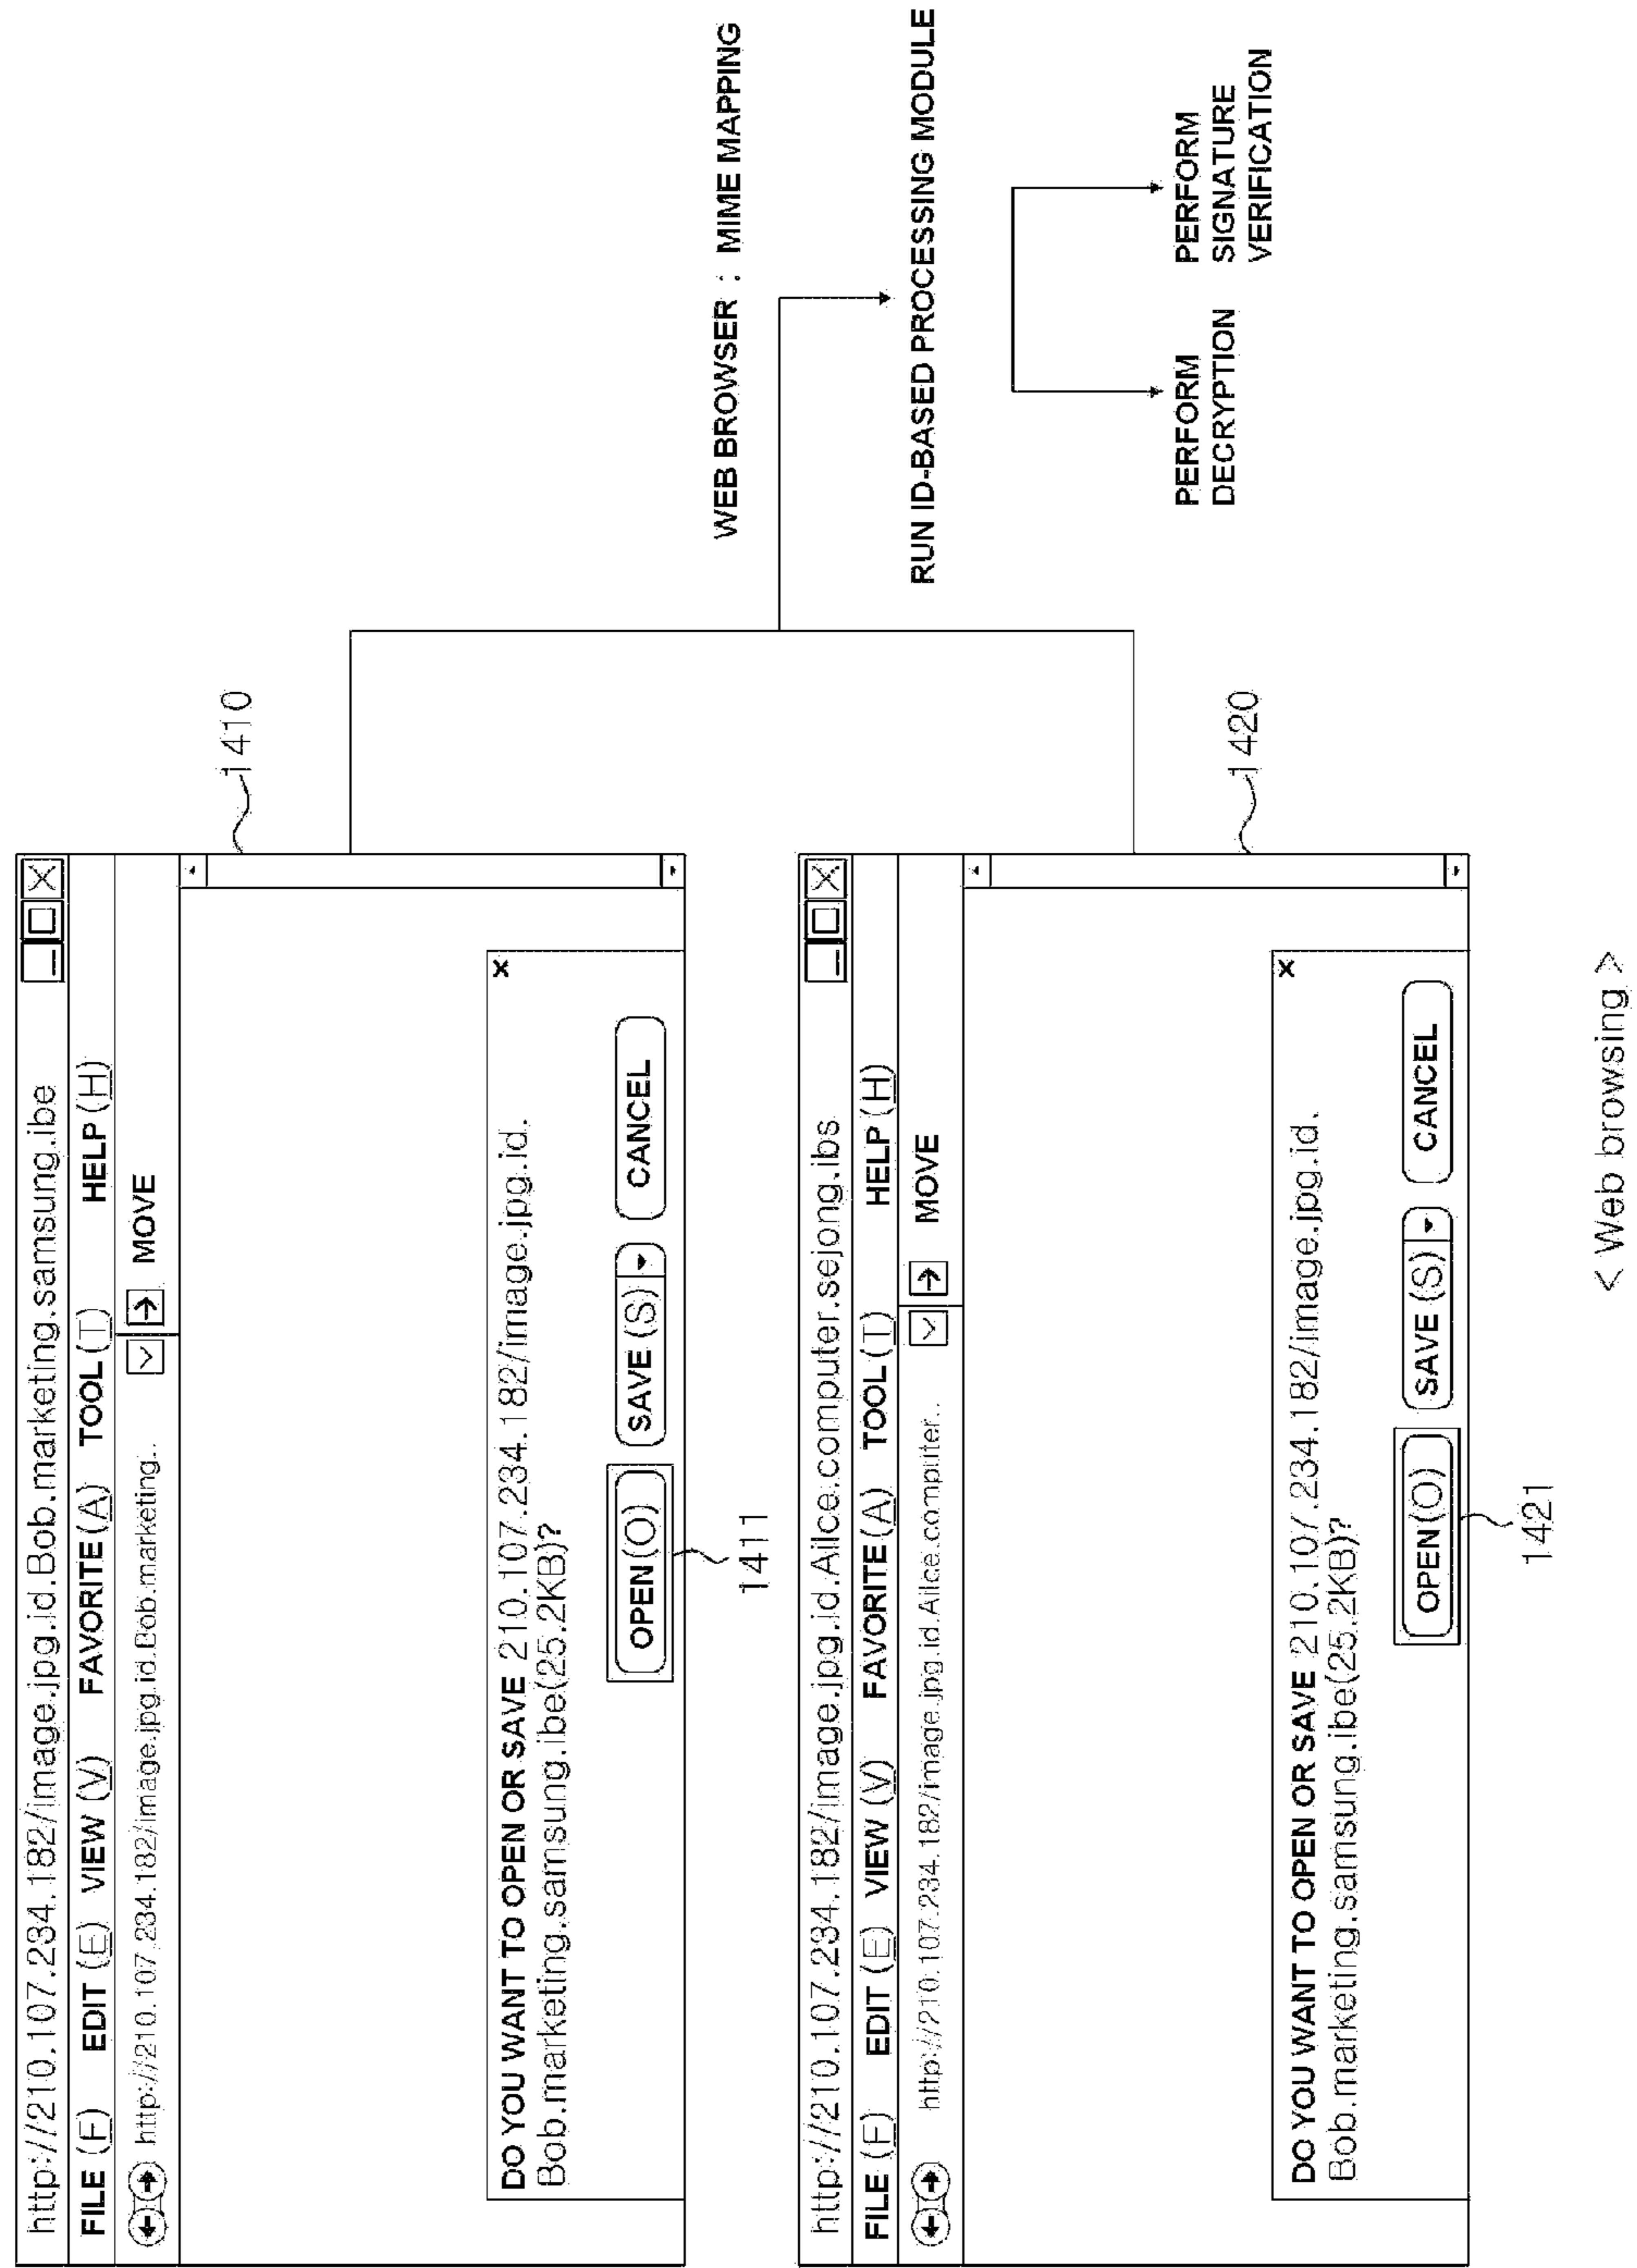 http://210.107.234.182/image.jpg.id.Bob.marketing.samsung.ibe
FILE (F) EDIT (E) VIEW (V) FAVORITE (A) TOOL (T) HELP (H)
http://210.107.234.182/image.jpg.id.Bob.marketing.. MOVE
DO YOU WANT TO OPEN OR SAVE 210.107.234.182/image.jpg.id.
Bob.marketing.samsung.ibe(25.2KB)?
x
OPEN(O) SAVE (S) CANCEL
1410
1411
http://210.107.234.182/image.jpg.id.Ailce.computer.sejong.ibs
FILE (F) EDIT (E) VIEW (V) FAVORITE (A) TOOL (T) HELP (H)
http://210.107.234.182/image.jpg.id.Ailce.computer... MOVE
DO YOU WANT TO OPEN OR SAVE 210.107.234.182/image.jpg.id.
Bob.marketing.samsung.ibe(25.2KB)?
x
OPEN(O) SAVE (S) CANCEL
1420
1421
WEB BROWSER : MIME MAPPING
RUN ID-BASED PROCESSING MODULE
PERFORM
DECRYPTION
PERFORM
SIGNATURE
VERIFICATION
< Web browsing >